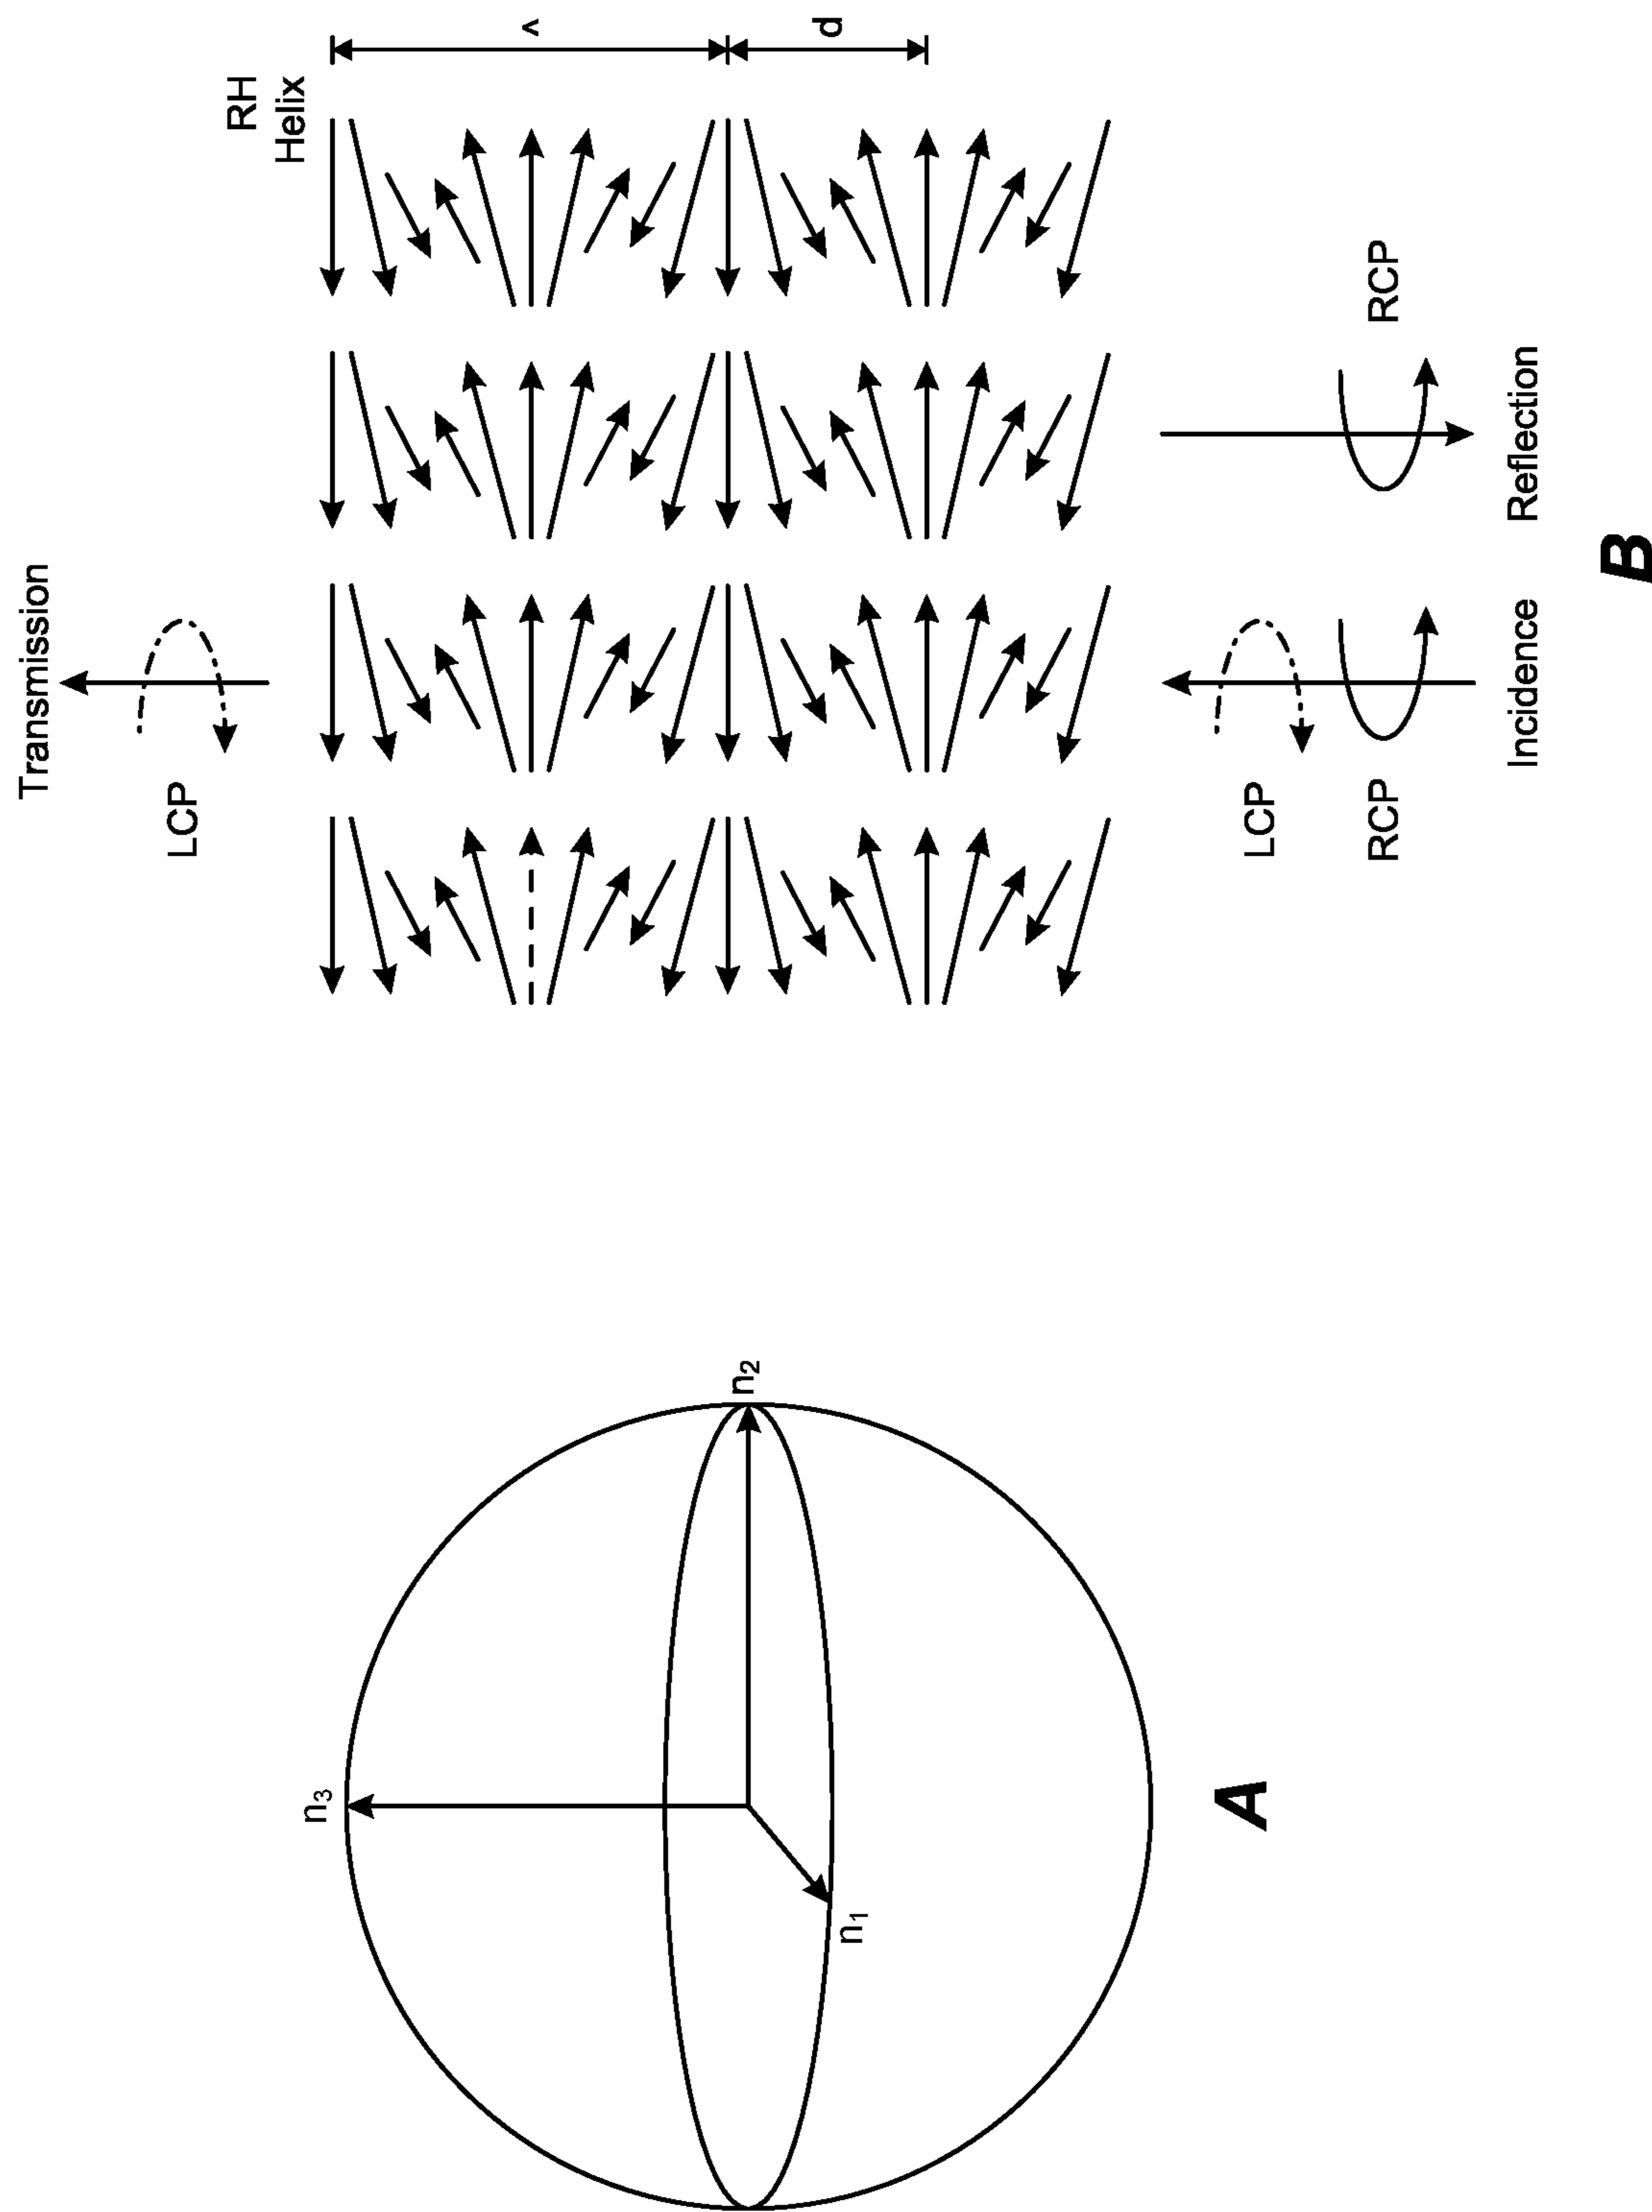 n3
n2
n1
A
Transmission
LCP
RH
Helix
Λ
d
LCP
RCP
RCP
Incidence
Reflection
B